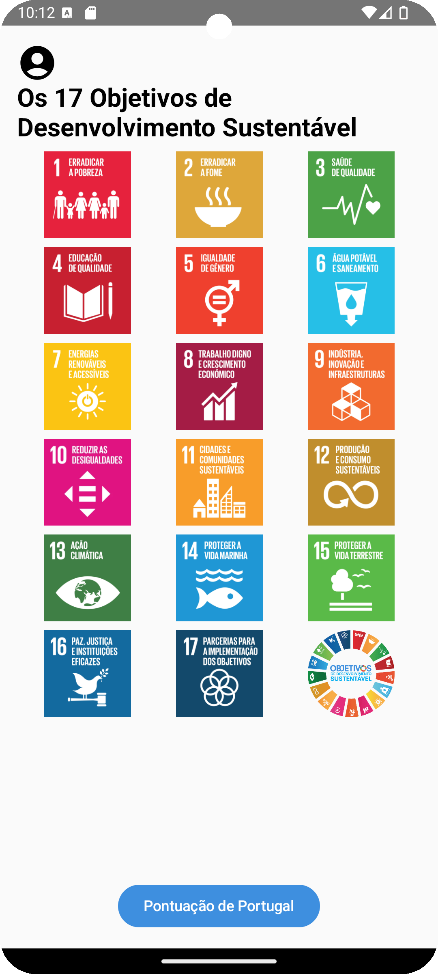 10:12
Os 17 Objetivos de
Desenvolvimento Sustentável
1 ERRADICAR
A POBREZA
2 ERRADICAR
A FOME
3 SAÚDE
DE QUALIDADE
4 EDUCAÇÃO
DE QUALIDADE
5 IGUALDADE
DE GÉNERO
6 ÁGUA POTÁVEL
E SANEAMENTO
7 ENERGIAS
RENOVÁVEIS
E ACESSÍVEIS
8 TRABALHO DIGNO
E CRESCIMENTO
ECONÓMICO
9 INDÚSTRIA,
INOVAÇÃO E
INFRAESTRUTURAS
10 REDUZIR AS
DESIGUALDADES
11 CIDADES E
COMUNIDADES
SUSTENTÁVEIS
12 PRODUÇÃO
E CONSUMO
SUSTENTÁVEIS
13 AÇÃO
CLIMÁTICA
14 PROTEGER A
VIDA MARINHA
15 PROTEGER A
VIDA TERRESTRE
16 PAZ, JUSTIÇA
E INSTITUIÇÕES
EFICAZES
17 PARCERIAS PARA
A IMPLEMENTAÇÃO
DOS OBJETIVOS
OBJETIVOS
DE DESENVOLVIMENTO
SUSTENTÁVEL
Pontuação de Portugal